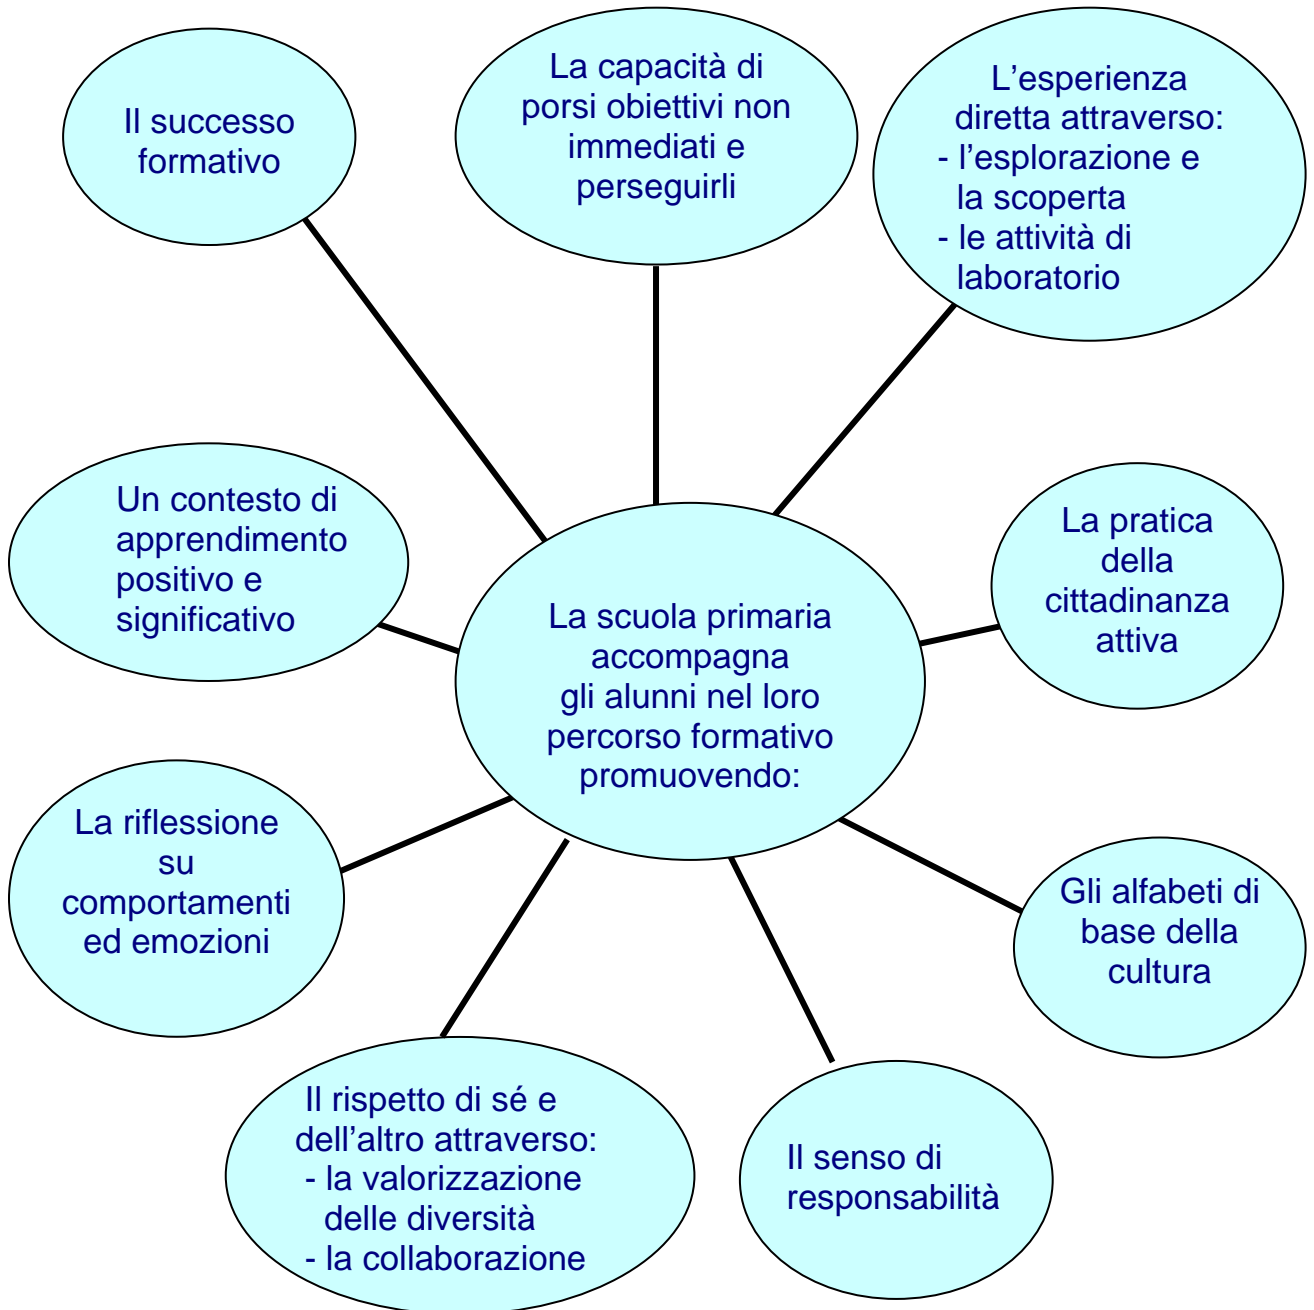 Il successo
formativo
La capacità di
porsi obiettivi non
immediati e
perseguirli
L’esperienza
diretta attraverso:
- l’esplorazione e
la scoperta
- le attività di
laboratorio
Un contesto di
apprendimento
positivo e
significativo
La scuola primaria
accompagna
gli alunni nel loro
percorso formativo
promuovendo:
La pratica
della
cittadinanza
attiva
La riflessione
su
comportamenti
ed emozioni
Gli alfabeti di
base della
cultura
Il rispetto di sé e
dell’altro attraverso:
- la valorizzazione
delle diversità
- la collaborazione
Il senso di
responsabilità